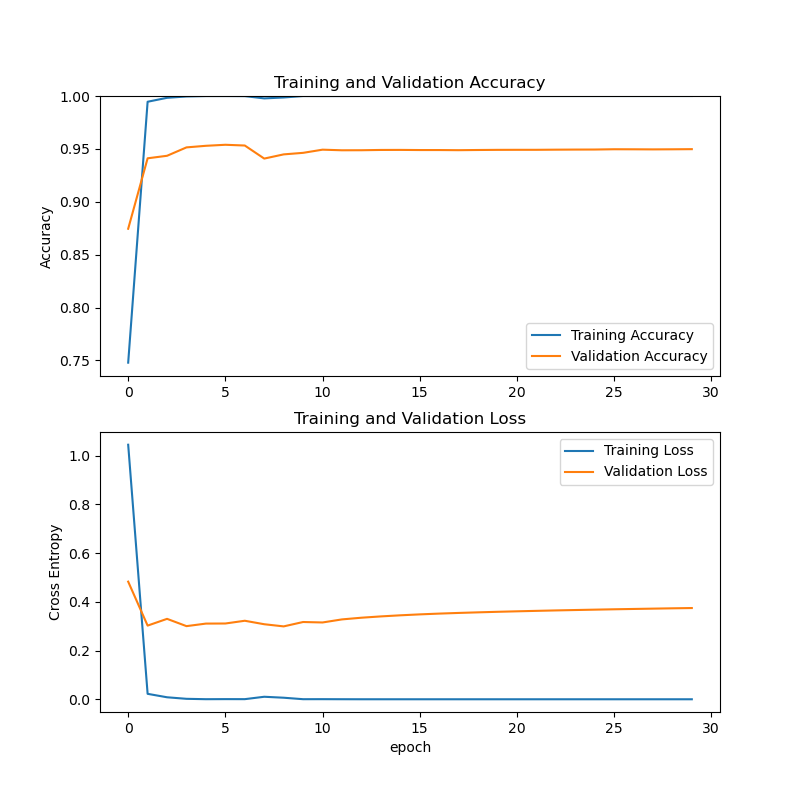 Training and Validation Accuracy
1.00
0.95
0.90
0.85
0.80
0.75
Accuracy
Training Accuracy
Validation Accuracy
0 5 10 15 20 25 30
Training and Validation Loss
1.0
0.8
0.6
0.4
0.2
0.0
Cross Entropy
Training Loss
Validation Loss
0 5 10 15 20 25 30
epoch